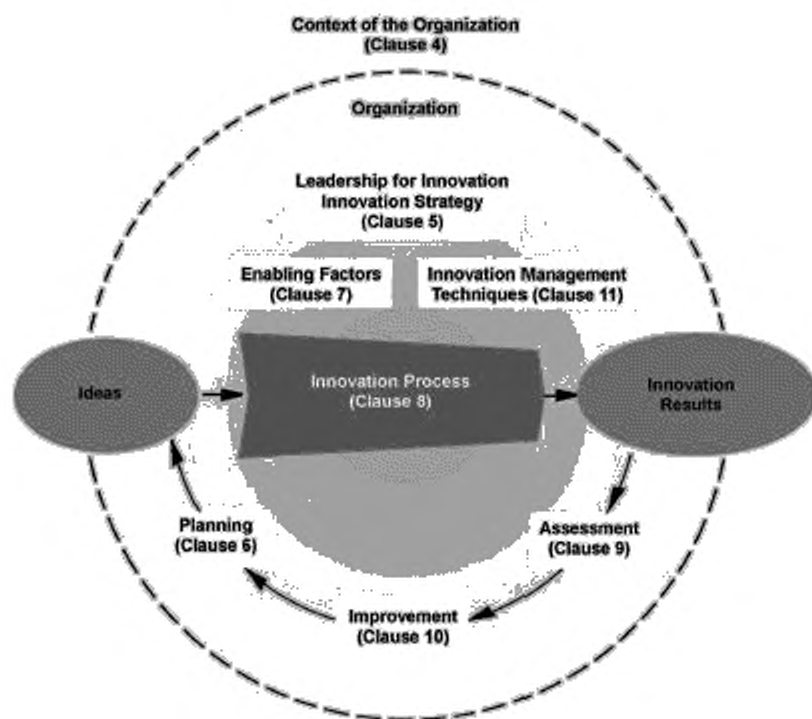 Context of the Organization
(Clause 4)
Organization
Leadership for Innovation
Innovation Strategy
(Clause 5)
Enabling Factors
(Clause 7)
Innovation Management
Techniques (Clause 11)
Ideas
Innovation Process
(Clause 8)
Innovation
Results
Planning
(Clause 6)
Assessment
(Clause 9)
Improvement
(Clause 10)